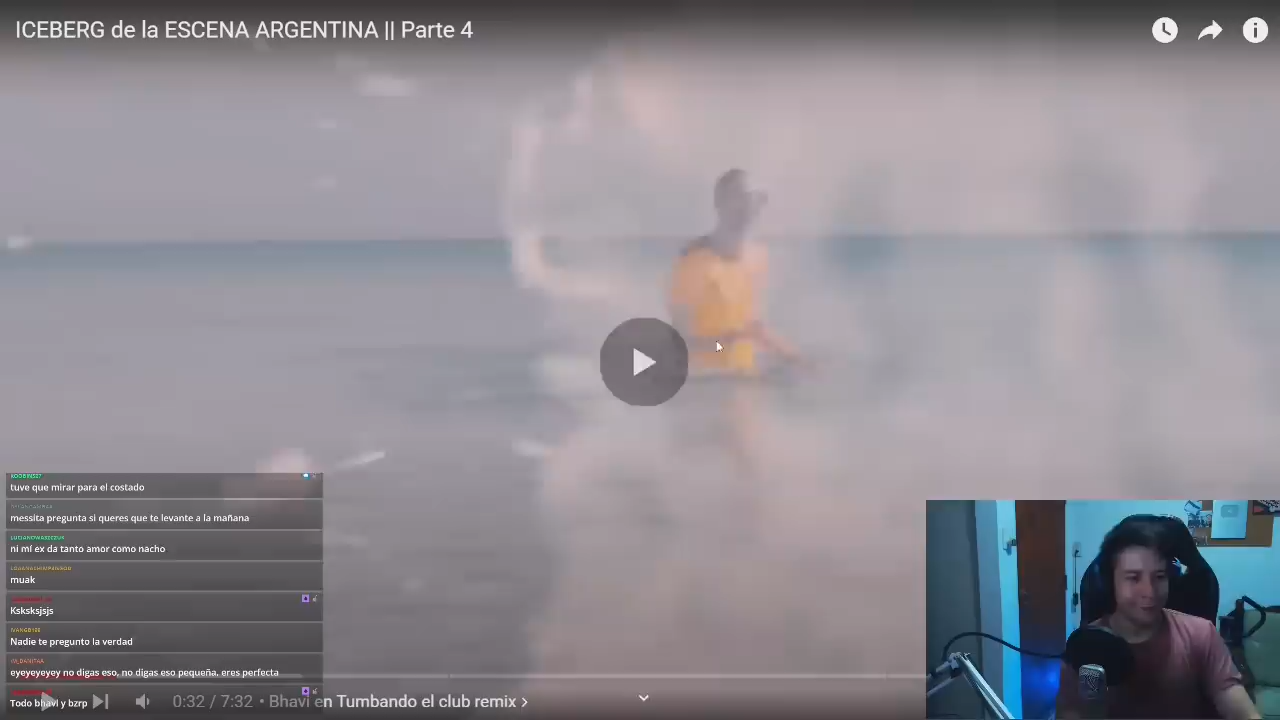 ICEBERG de la ESCENA ARGENTINA || Parte 4
tuve que mirar para el costado
messita pregunta si queres que te levante a la mañana
ni mí ex da tanto amor como nacho
muak
Ksksksjsjs
IVANGB105
Nadie te pregunto la verdad
eyeyeyeyey no digas eso, no digas eso pequeña. eres perfecta
Todo bhavi y bzrp
0:32 / 7:32 • Bhavi en Tumbando el club remix >